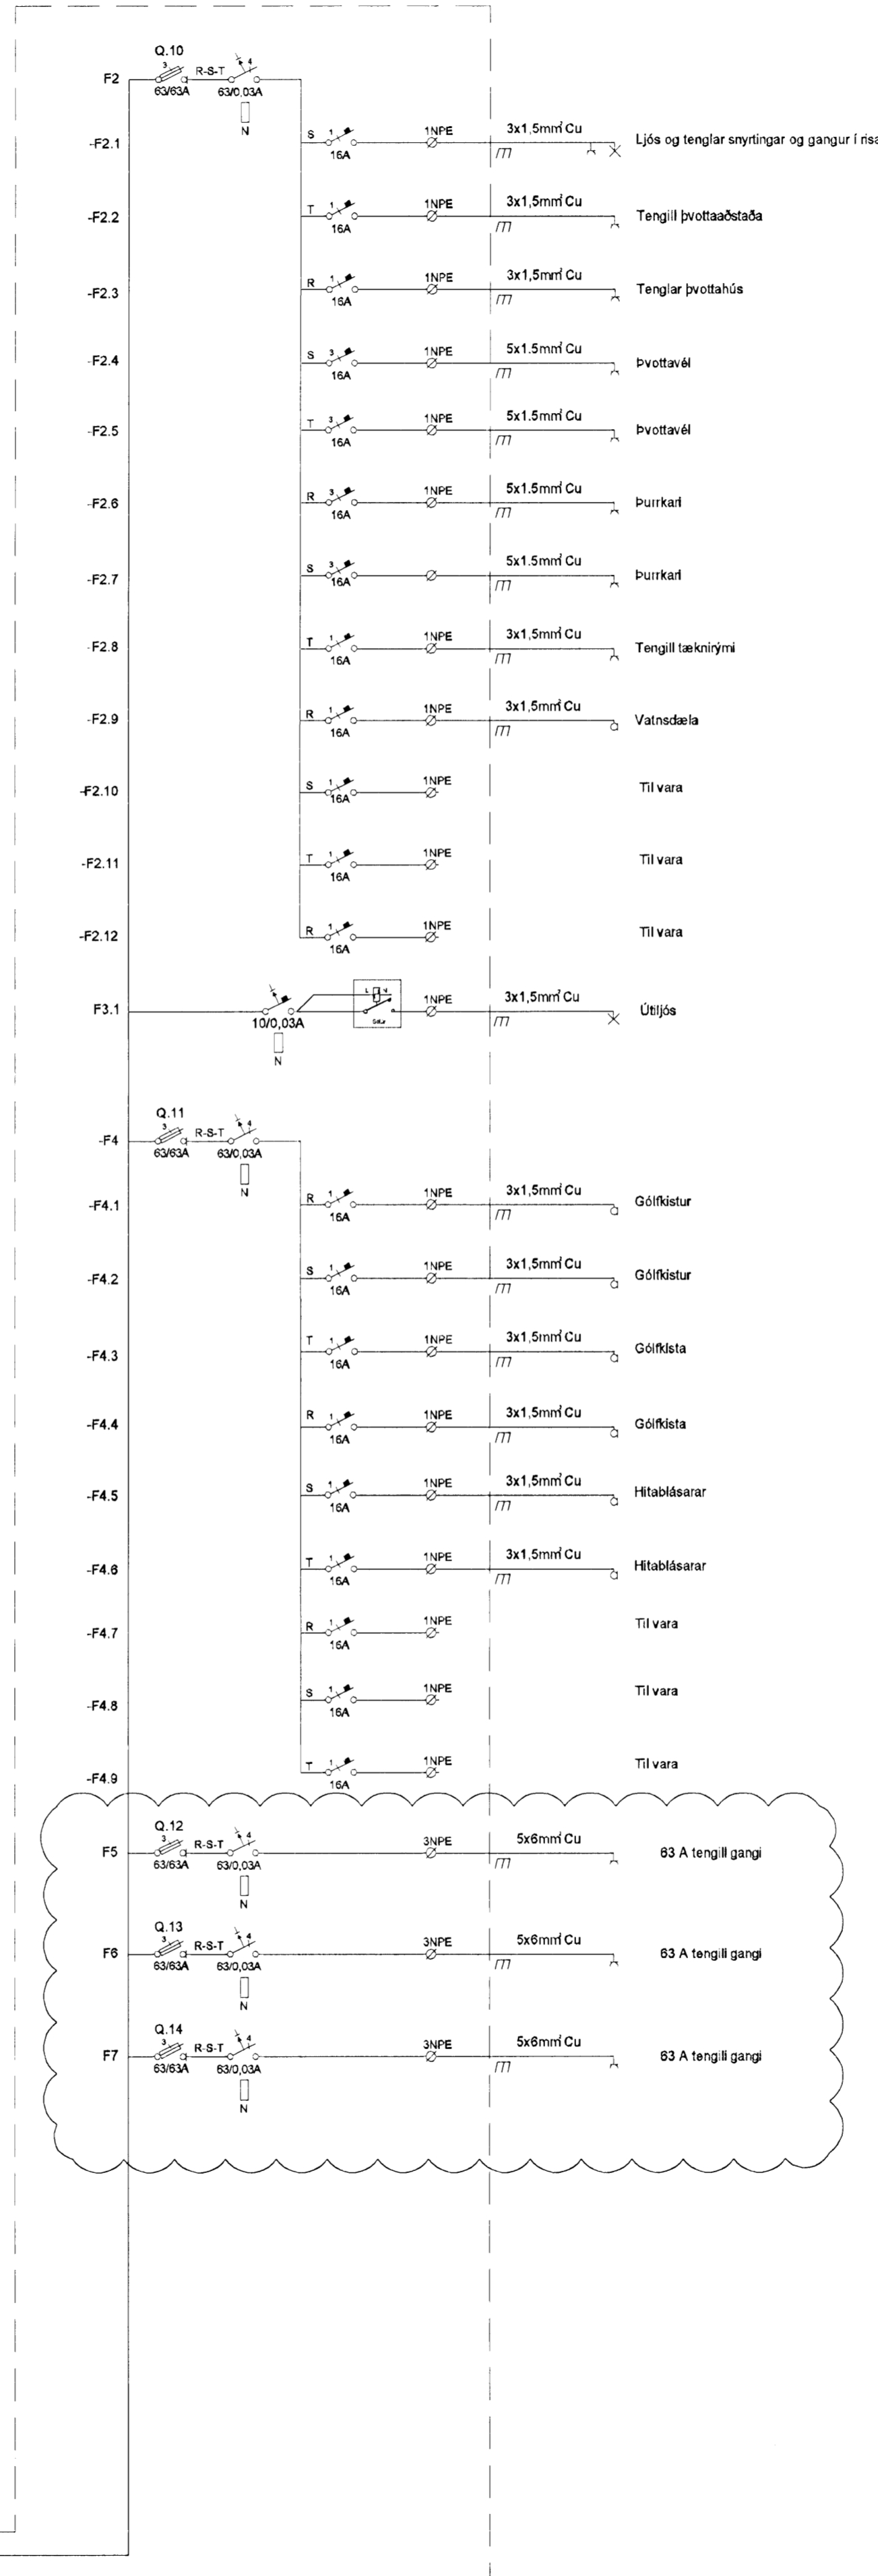 Q.10
F2 3 R-S-T 4
63/63A 63/0,03A
N
-F2.1 S 1 16A 1NPE 3x1,5mm² Cu Ljós og tenglar snyrtingar og gangur í risa
-F2.2 T 1 16A 1NPE 3x1,5mm² Cu Tengill þvottaaðstaða
-F2.3 R 1 16A 1NPE 3x1,5mm² Cu Tenglar þvottahús
-F2.4 S 3 16A 1NPE 5x1.5mm² Cu Þvottavél
-F2.5 T 3 16A 1NPE 5x1.5mm² Cu Þvottavél
-F2.6 R 3 16A 1NPE 5x1.5mm² Cu Þurrkari
-F2.7 S 3 16A 5x1.5mm² Cu Þurrkari
-F2.8 T 1 16A 1NPE 3x1,5mm² Cu Tengill tæknirými
-F2.9 R 1 16A 1NPE 3x1,5mm² Cu Vatnsdæla
-F2.10 S 1 16A 1NPE Til vara
-F2.11 T 1 16A 1NPE Til vara
-F2.12 R 1 16A 1NPE Til vara
F3.1 10/0,03A 1NPE 3x1,5mm² Cu Útiljós
N
Q.11
-F4 3 R-S-T 4
63/63A 63/0,03A
N
-F4.1 R 1 16A 1NPE 3x1,5mm² Cu Gólfkistur
-F4.2 S 1 16A 1NPE 3x1,5mm² Cu Gólfkistur
-F4.3 T 1 16A 1NPE 3x1,5mm² Cu Gólfkista
-F4.4 R 1 16A 1NPE 3x1,5mm² Cu Gólfkista
-F4.5 S 1 16A 1NPE 3x1,5mm² Cu Hitablásarar
-F4.6 T 1 16A 1NPE 3x1,5mm² Cu Hitablásarar
-F4.7 R 1 16A 1NPE Til vara
-F4.8 S 1 16A 1NPE Til vara
-F4.9 T 1 16A 1NPE Til vara
Q.12
F5 3 R-S-T 4 3NPE 5x6mm² Cu 63 A tengill gangi
63/63A 63/0,03A
N
Q.13
F6 3 R-S-T 4 3NPE 5x6mm² Cu 63 A tengill gangi
63/63A 63/0,03A
N
Q.14
F7 3 R-S-T 4 3NPE 5x6mm² Cu 63 A tengill gangi
63/63A 63/0,03A
N